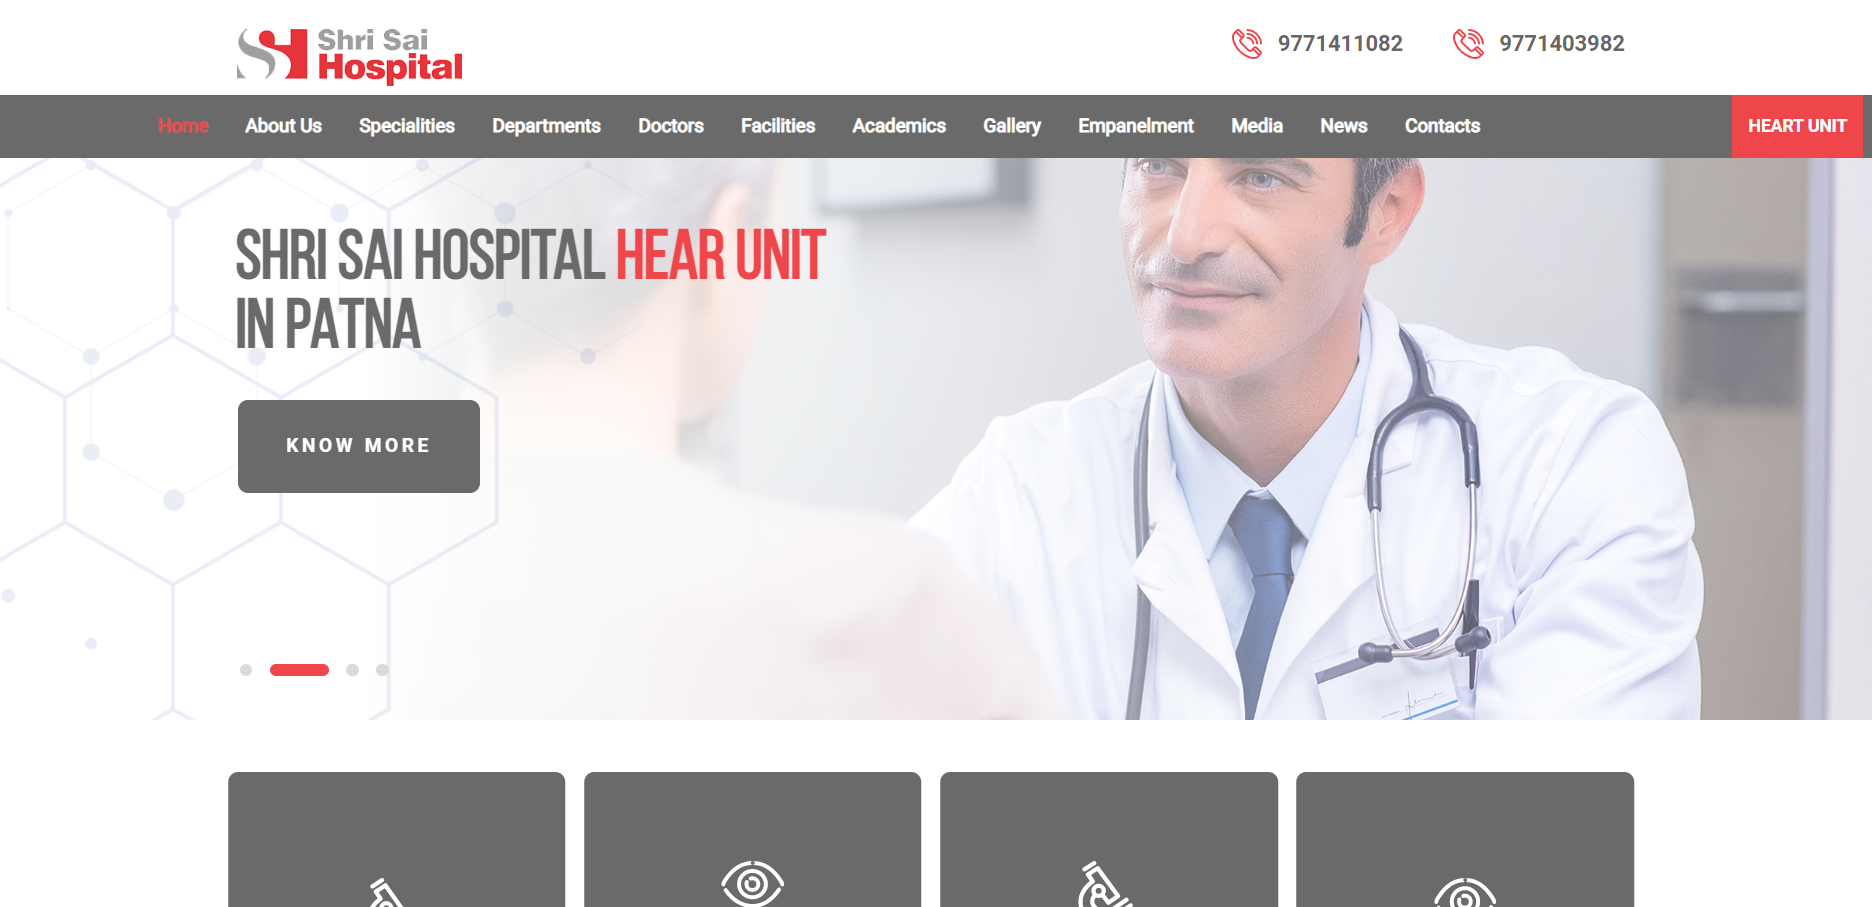 Shri Sai
Hospital
9771411082
9771403982
Home
About Us
Specialities
Departments
Doctors
Facilities
Academics
Gallery
Empanelment
Media
News
Contacts
HEART UNIT
SHRI SAI HOSPITAL HEAR UNIT
IN PATNA
KNOW MORE